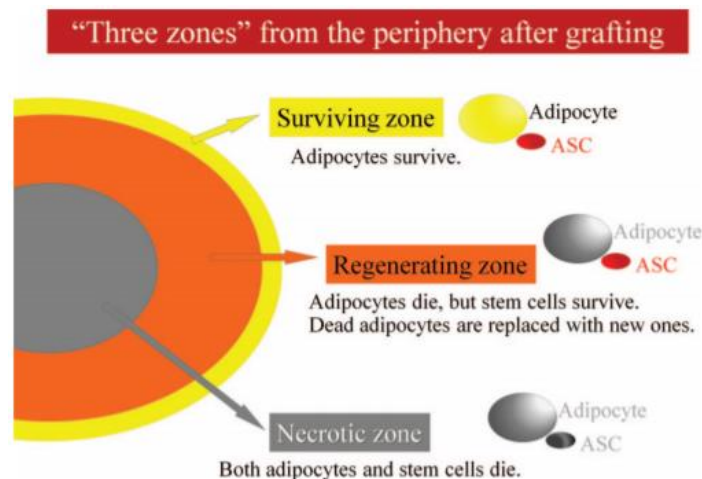 “Three zones” from the periphery after grafting
Surviving zone
Adipocyte
ASC
Adipocytes survive.
Regenerating zone
Adipocyte
ASC
Adipocytes die, but stem cells survive.
Dead adipocytes are replaced with new ones.
Necrotic zone
Adipocyte
ASC
Both adipocytes and stem cells die.